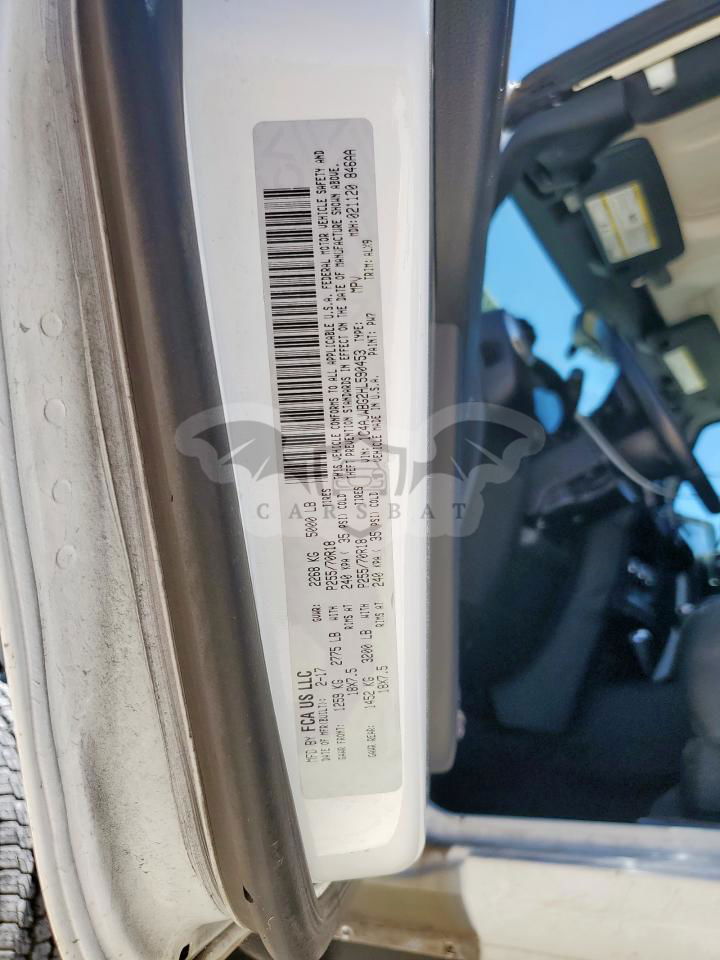 MFD BY FCA US LLC
DATE OF MFR(BUILT): 2-17 GVWR: 2268 KG 5000 LB
GAWR FRONT: 1259 KG 2775 LB WITH P255/70R18 TIRES
18X7.5 RIMS AT 240 KPA( 35 PSI) COLD
GAWR REAR: 1452 KG 3200 LB WITH P255/70R18 TIRES
18X7.5 RIMS AT 240 KPA( 35 PSI) COLD
THIS VEHICLE CONFORMS TO ALL APPLICABLE U.S.A. FEDERAL MOTOR VEHICLE SAFETY AND
THEFT PREVENTION STANDARDS IN EFFECT ON THE DATE OF MANUFACTURE SHOWN ABOVE.
VIN: 1C4AJWBG2HL590453 TYPE: MPV MDH:021120 846AA
VEHICLE MADE IN U.S.A. PAINT: PW7 TRIM: ALX9
CARSBAT